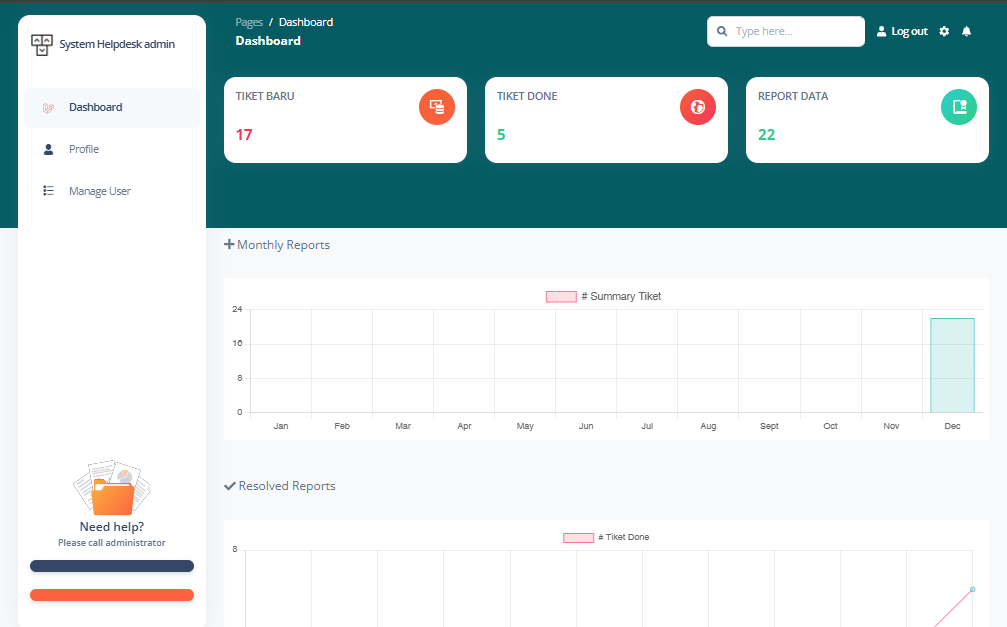 System Helpdesk admin
Dashboard
Profile
Manage User
Need help?
Please call administrator
Pages / Dashboard
Dashboard
Type here...
Log out
TIKET BARU
17
TIKET DONE
5
REPORT DATA
22
Monthly Reports
# Summary Tiket
24
16
8
0
Jan Feb Mar Apr May Jun Jul Aug Sept Oct Nov Dec
Resolved Reports
# Tiket Done
8